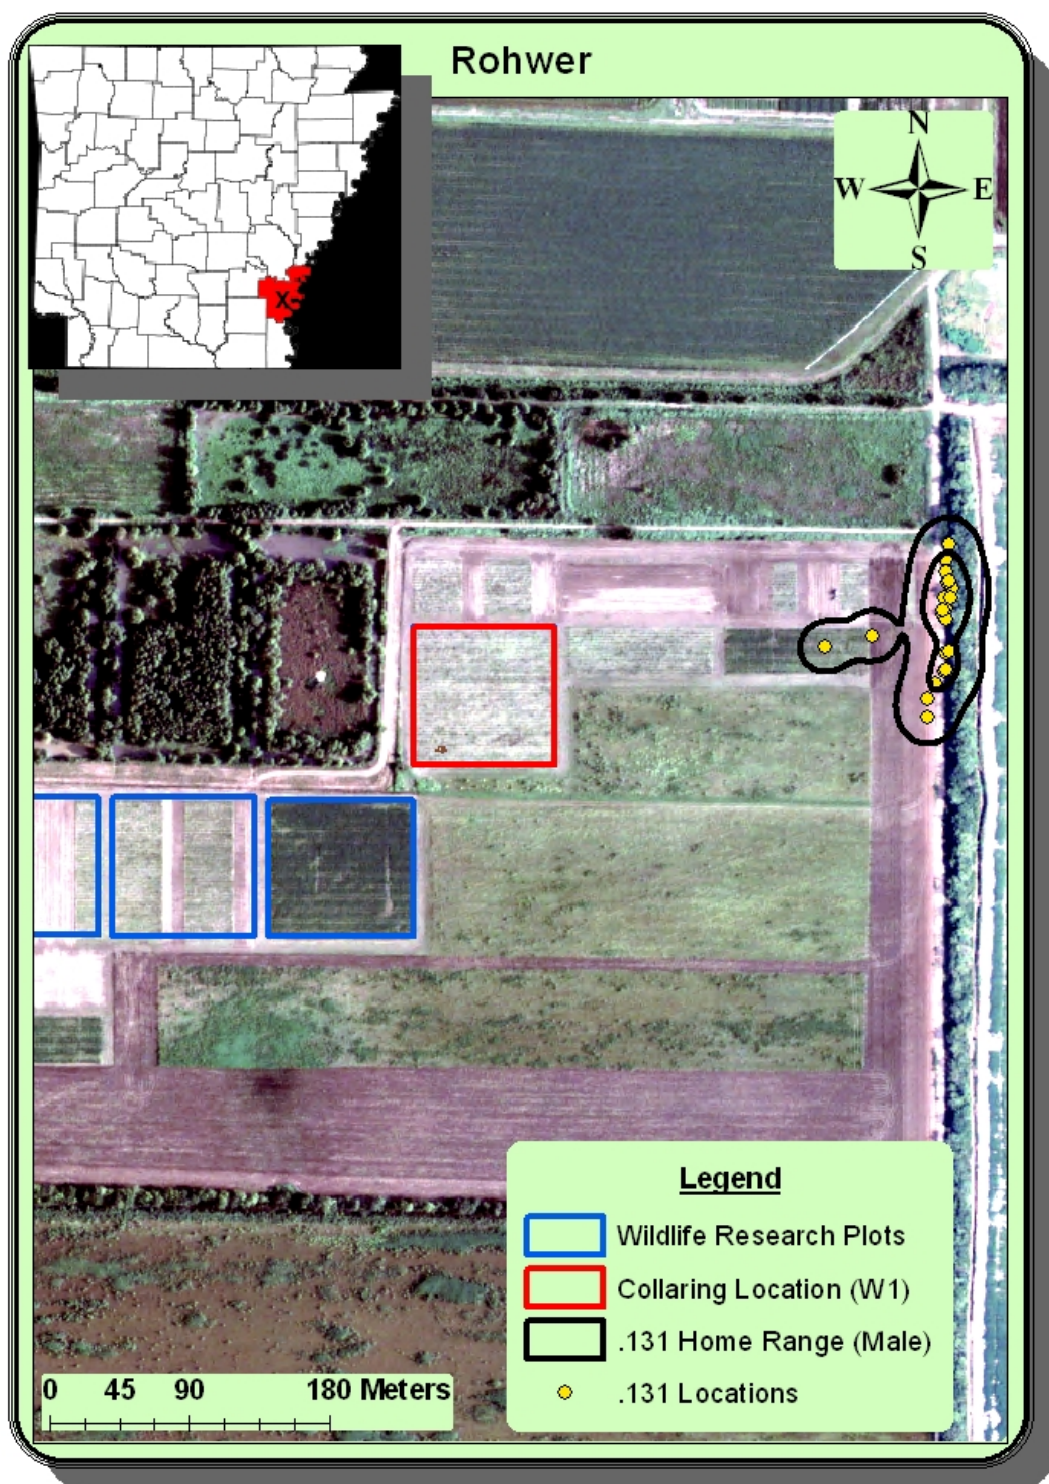 Rohwer
N
W E
S
X
Legend
Wildlife Research Plots
Collaring Location (W1)
.131 Home Range (Male)
.131 Locations
0 45 90 180 Meters